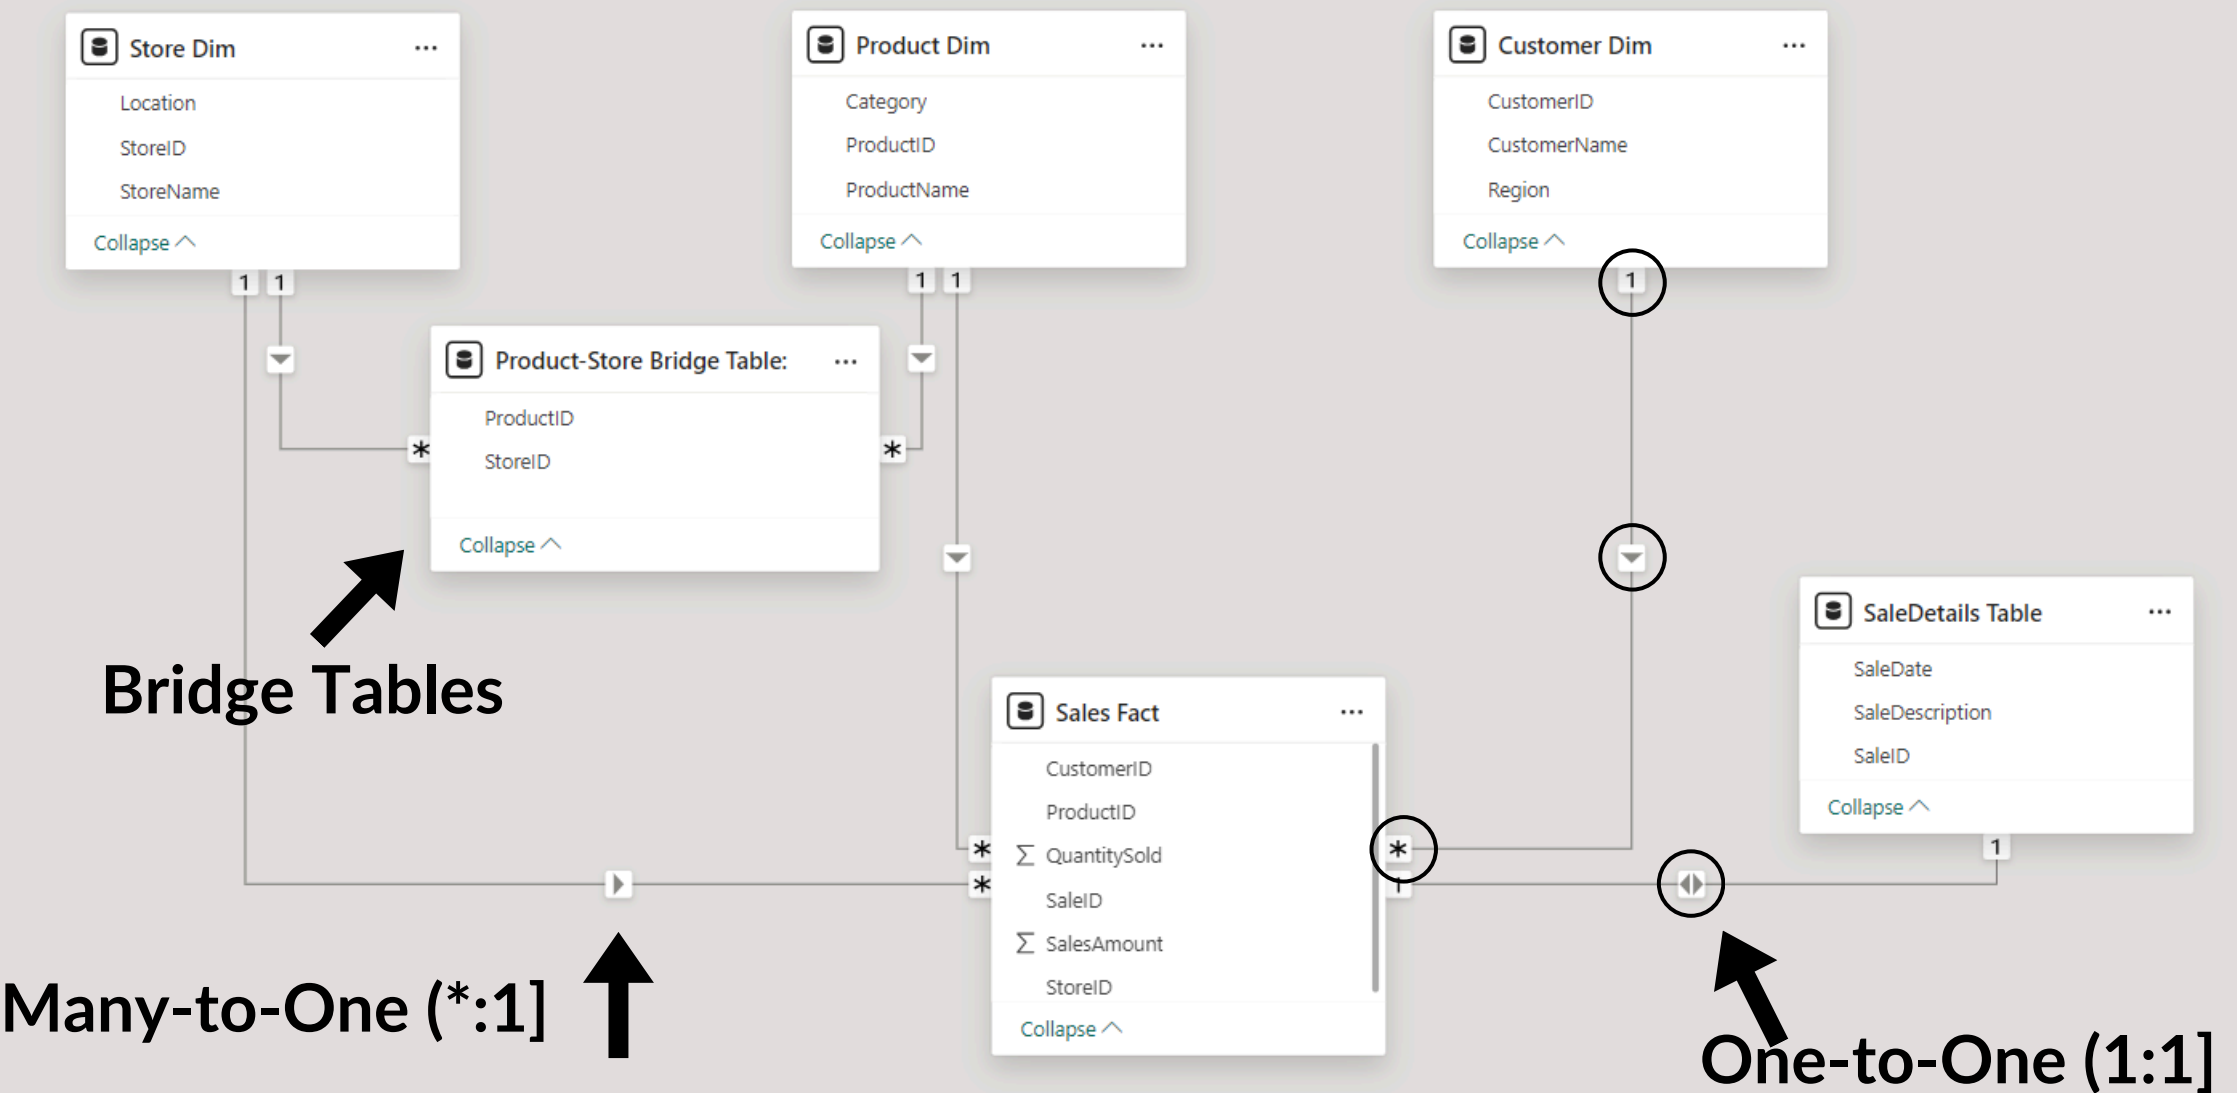 Store Dim
Location
StoreID
StoreName
Collapse
1 1
Product Dim
Category
ProductID
ProductName
Collapse
1 1
Customer Dim
CustomerID
CustomerName
Region
Collapse
1
Product-Store Bridge Table:
ProductID
StoreID
Collapse
* *
Bridge Tables
SaleDetails Table
SaleDate
SaleDescription
SaleID
Collapse
1
Sales Fact
CustomerID
ProductID
∑ QuantitySold
SaleID
∑ SalesAmount
StoreID
Collapse
* *
* 1
Many-to-One (*:1]
One-to-One (1:1]